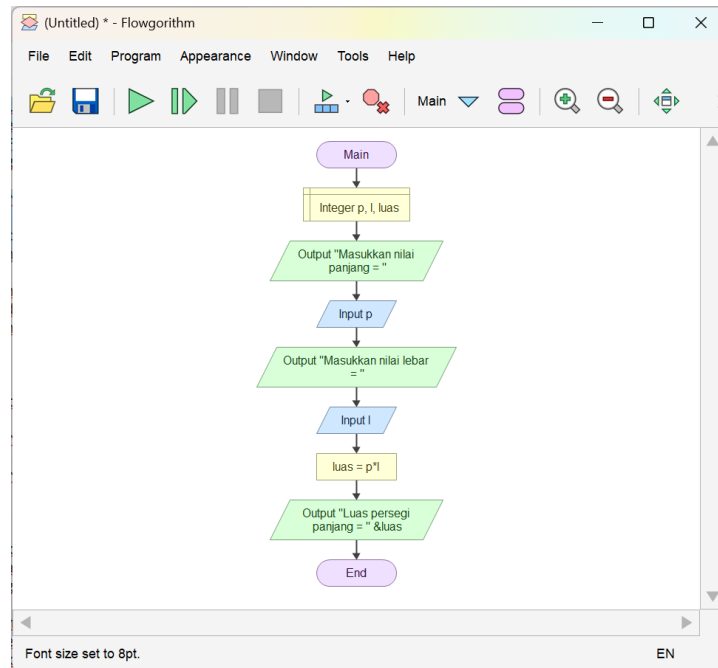 (Untitled) * - Flowgorithm
File Edit Program Appearance Window Tools Help
Main
Main
Integer p, l, luas
Output "Masukkan nilai
panjang = "
Input p
Output "Masukkan nilai lebar
= "
Input l
luas = p*l
Output "Luas persegi
panjang = " &luas
End
Font size set to 8pt.
EN